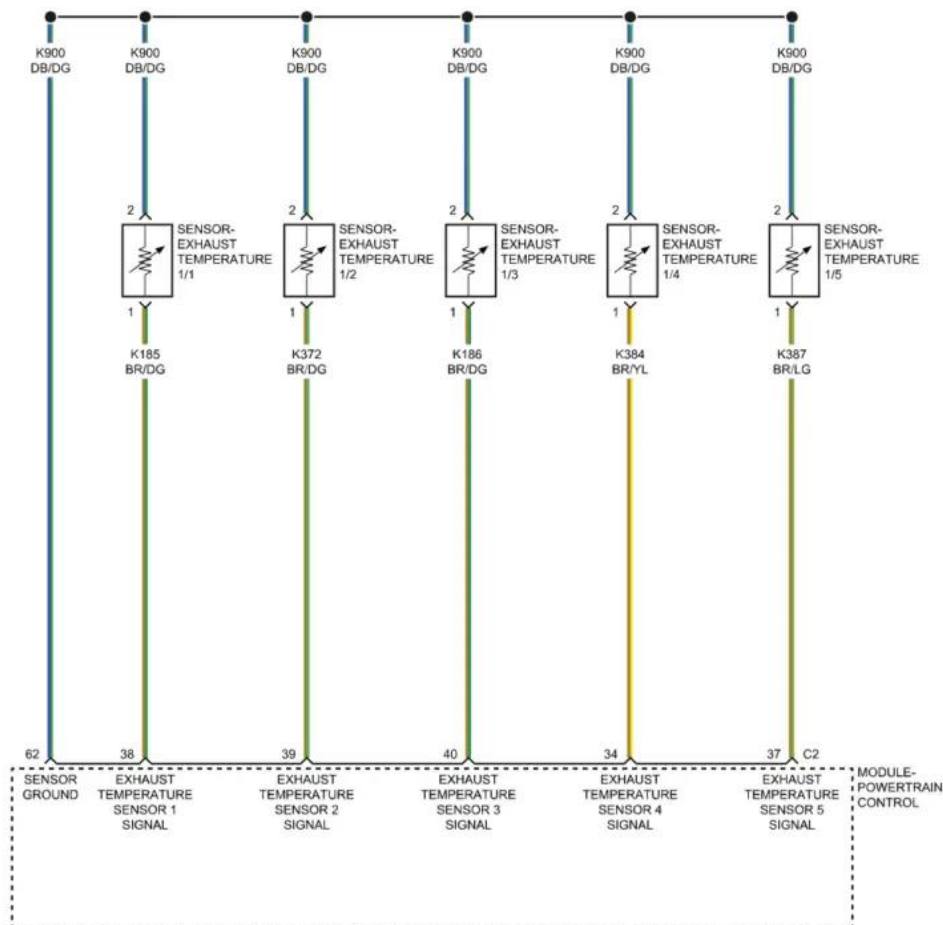 K900
DB/DG
K900
DB/DG
K900
DB/DG
K900
DB/DG
K900
DB/DG
K900
DB/DG
2
SENSOR-
EXHAUST
TEMPERATURE
1/1
1
2
SENSOR-
EXHAUST
TEMPERATURE
1/2
1
2
SENSOR-
EXHAUST
TEMPERATURE
1/3
1
2
SENSOR-
EXHAUST
TEMPERATURE
1/4
1
2
SENSOR-
EXHAUST
TEMPERATURE
1/5
1
K185
BR/DG
K372
BR/DG
K186
BR/DG
K384
BR/YL
K387
BR/LG
62
SENSOR
GROUND
38
EXHAUST
TEMPERATURE
SENSOR 1
SIGNAL
39
EXHAUST
TEMPERATURE
SENSOR 2
SIGNAL
40
EXHAUST
TEMPERATURE
SENSOR 3
SIGNAL
34
EXHAUST
TEMPERATURE
SENSOR 4
SIGNAL
37 C2
EXHAUST
TEMPERATURE
SENSOR 5
SIGNAL
MODULE-
POWERTRAIN
CONTROL